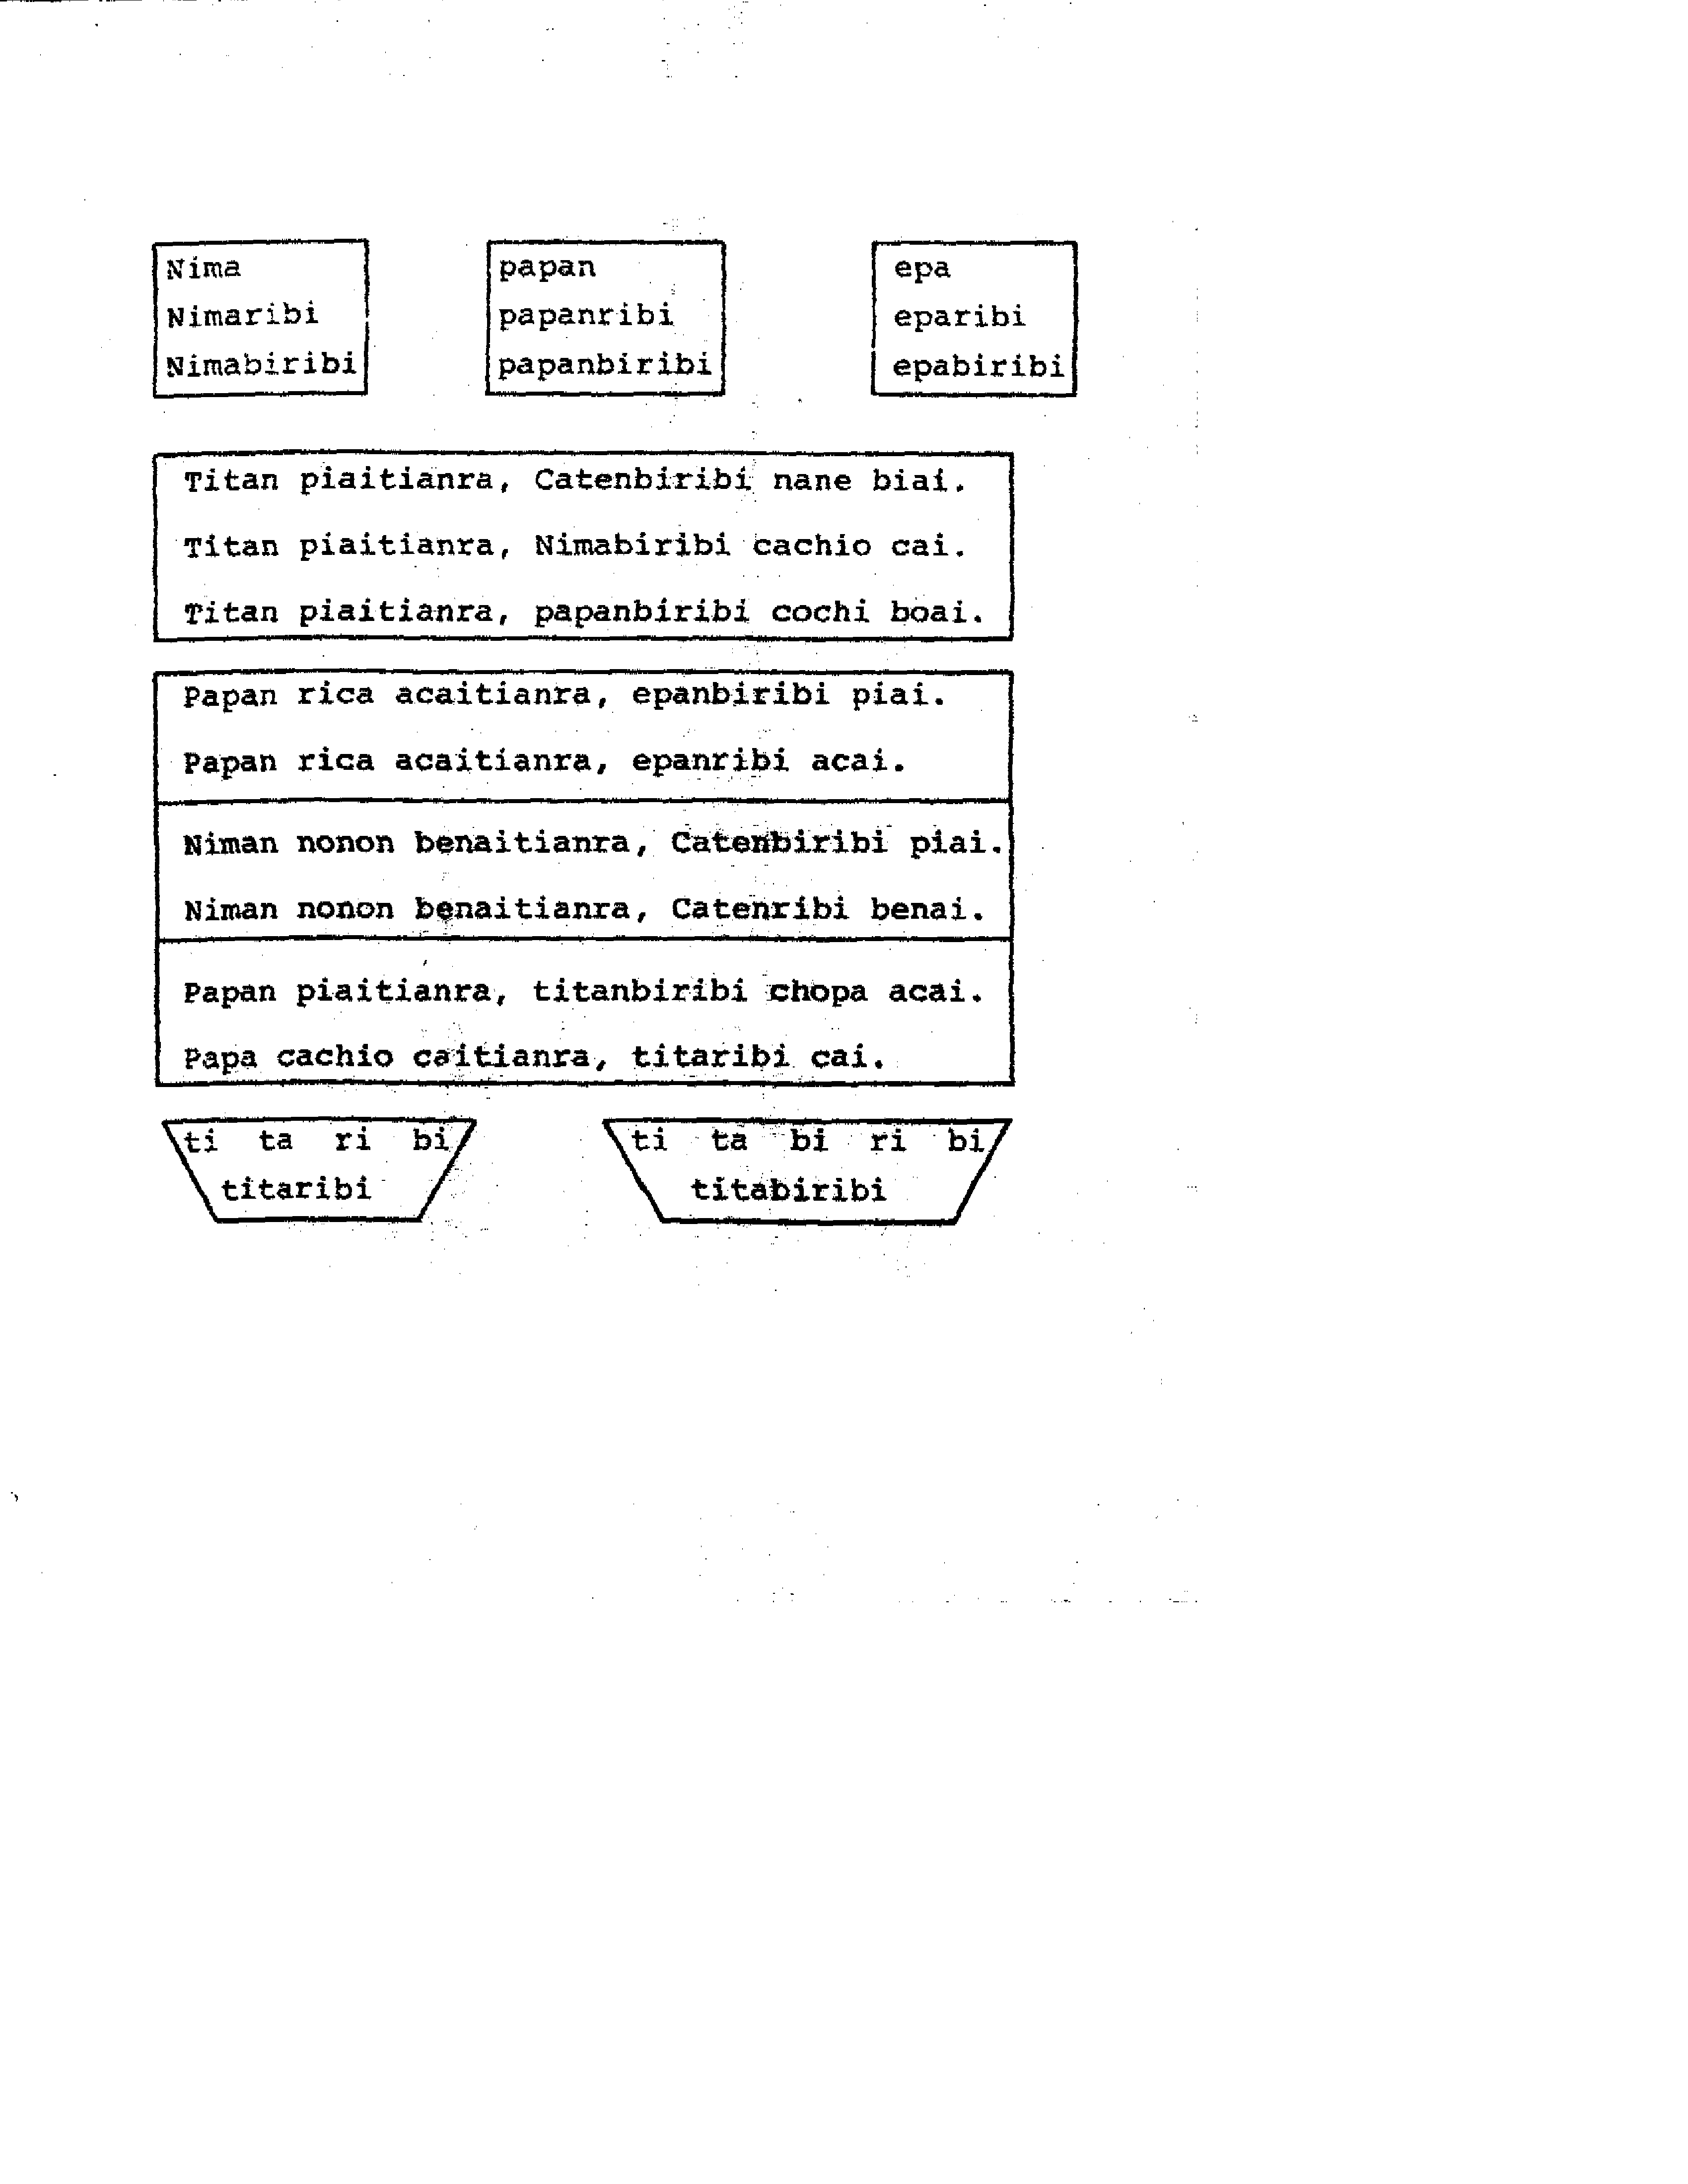 Nima
Nimaribi
Nimabiribi
papan
papanribi
papanbiribi
epa
eparibi
epabiribi
Titan piaitianra, Catenbiribi nane biai.
Titan piaitianra, Nimabiribi cachio cai.
Titan piaitianra, papanbiribi cochi boai.
Papan rica acaitianra, epanbiribi piai.
Papan rica acaitianra, epanribi acai.
Niman nonon benaitianra, Catenbiribi piai.
Niman nonon benaitianra, Catenribi benai.
Papan piaitianra, titanbiribi chopa acai.
Papa cachio caitianra, titaribi cai.
ti ta ri bi
titaribi
ti ta bi ri bi
titabiribi